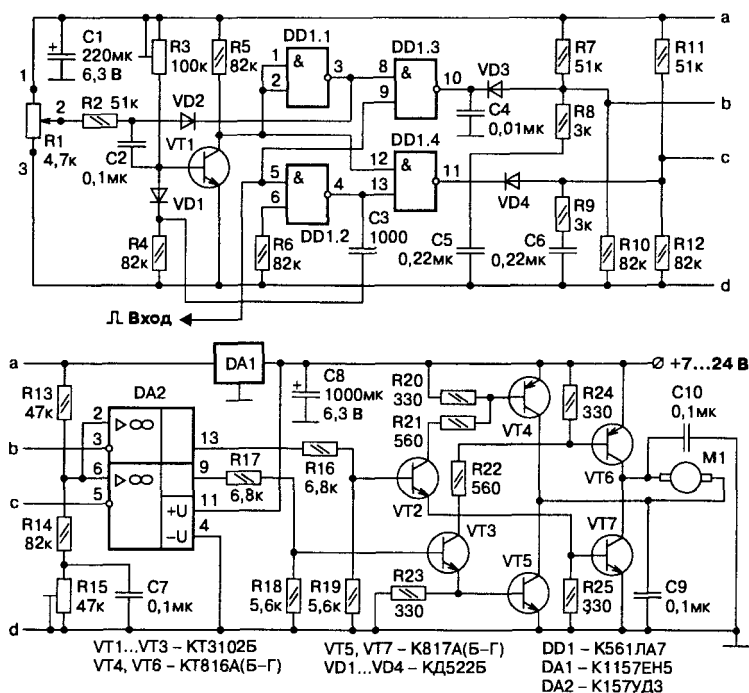 a
C1
220мк
6,3 В
R3
100к
R5
82к
DD1.1
&
1
2
3
DD1.3
&
8
9
10
VD3
C4
0,01мк
R7
51к
R11
51к
b
R8
3к
1
2
3
R1
4,7к
R2 51к
VD2
C2
0,1мк
VT1
VD1
R4
82к
&
5
6
4
DD1.2
R6
82к
DD1.4
&
12
13
11
C3
1000
VD4
R9
3к
C5
0,22мк
C6
0,22мк
R10
82к
R12
82к
c
d
Вход
a
DA1
+7...24 В
R13
47к
DA2
▷∞
2
3
▷∞
6
5
13
9
11
4
+U
-U
b
c
d
C8
1000мк
6,3 В
R17
6,8к
R16
6,8к
R20
330
R21
560
R22
560
VT2
VT3
VT4
VT5
VT6
VT7
R24
330
C10
0,1мк
M1
R14
82к
R15
47к
C7
0,1мк
R18
5,6к
R19
5,6к
R23
330
R25
330
C9
0,1мк
VT1...VT3 – КТ3102Б
VT4, VT6 – КТ816А(Б–Г)
VT5, VT7 – К817А(Б–Г)
VD1...VD4 – КД522Б
DD1 – К561ЛА7
DA1 – К1157ЕН5
DA2 – К157УД3